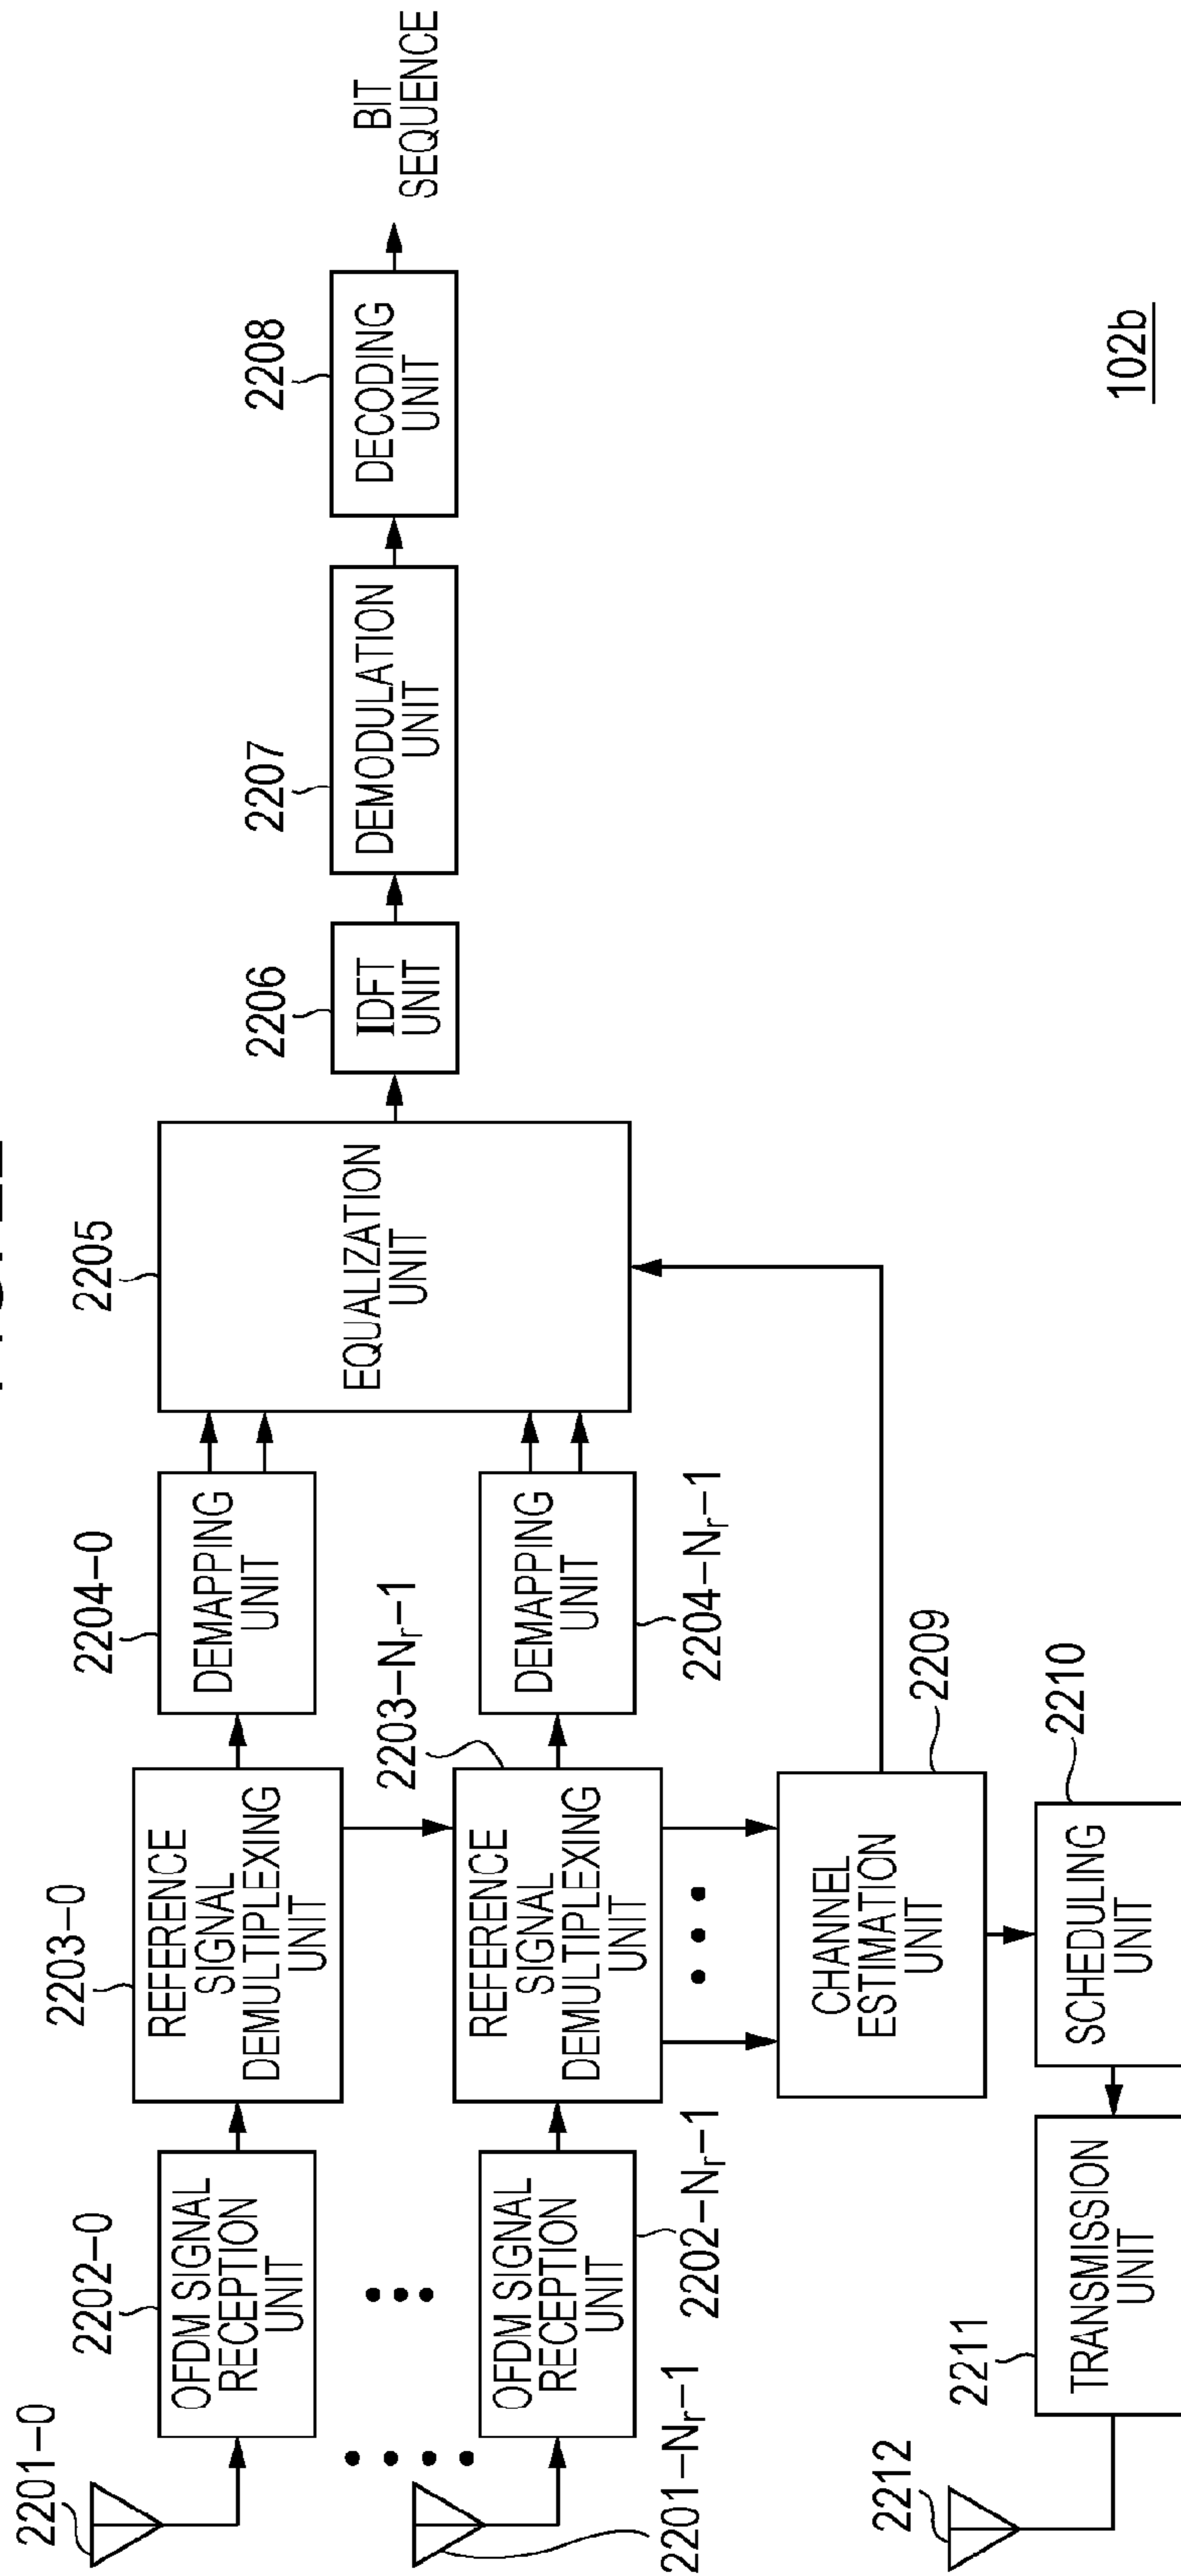 2201–0
2202–0
OFDM SIGNAL
RECEPTION
UNIT
2203–0
REFERENCE
SIGNAL
DEMULTIPLEXING
UNIT
2204–0
DEMAPPING
UNIT
2205
EQUALIZATION
UNIT
2206
IDFT
UNIT
2207
DEMODULATION
UNIT
2208
DECODING
UNIT
BIT
SEQUENCE
2201–Nr–1
OFDM SIGNAL
RECEPTION
UNIT
2202–Nr–1
2203–Nr–1
REFERENCE
SIGNAL
DEMULTIPLEXING
UNIT
DEMAPPING
UNIT
2204–Nr–1
CHANNEL
ESTIMATION
UNIT
2209
2212
2211
TRANSMISSION
UNIT
SCHEDULING
UNIT
2210
102b